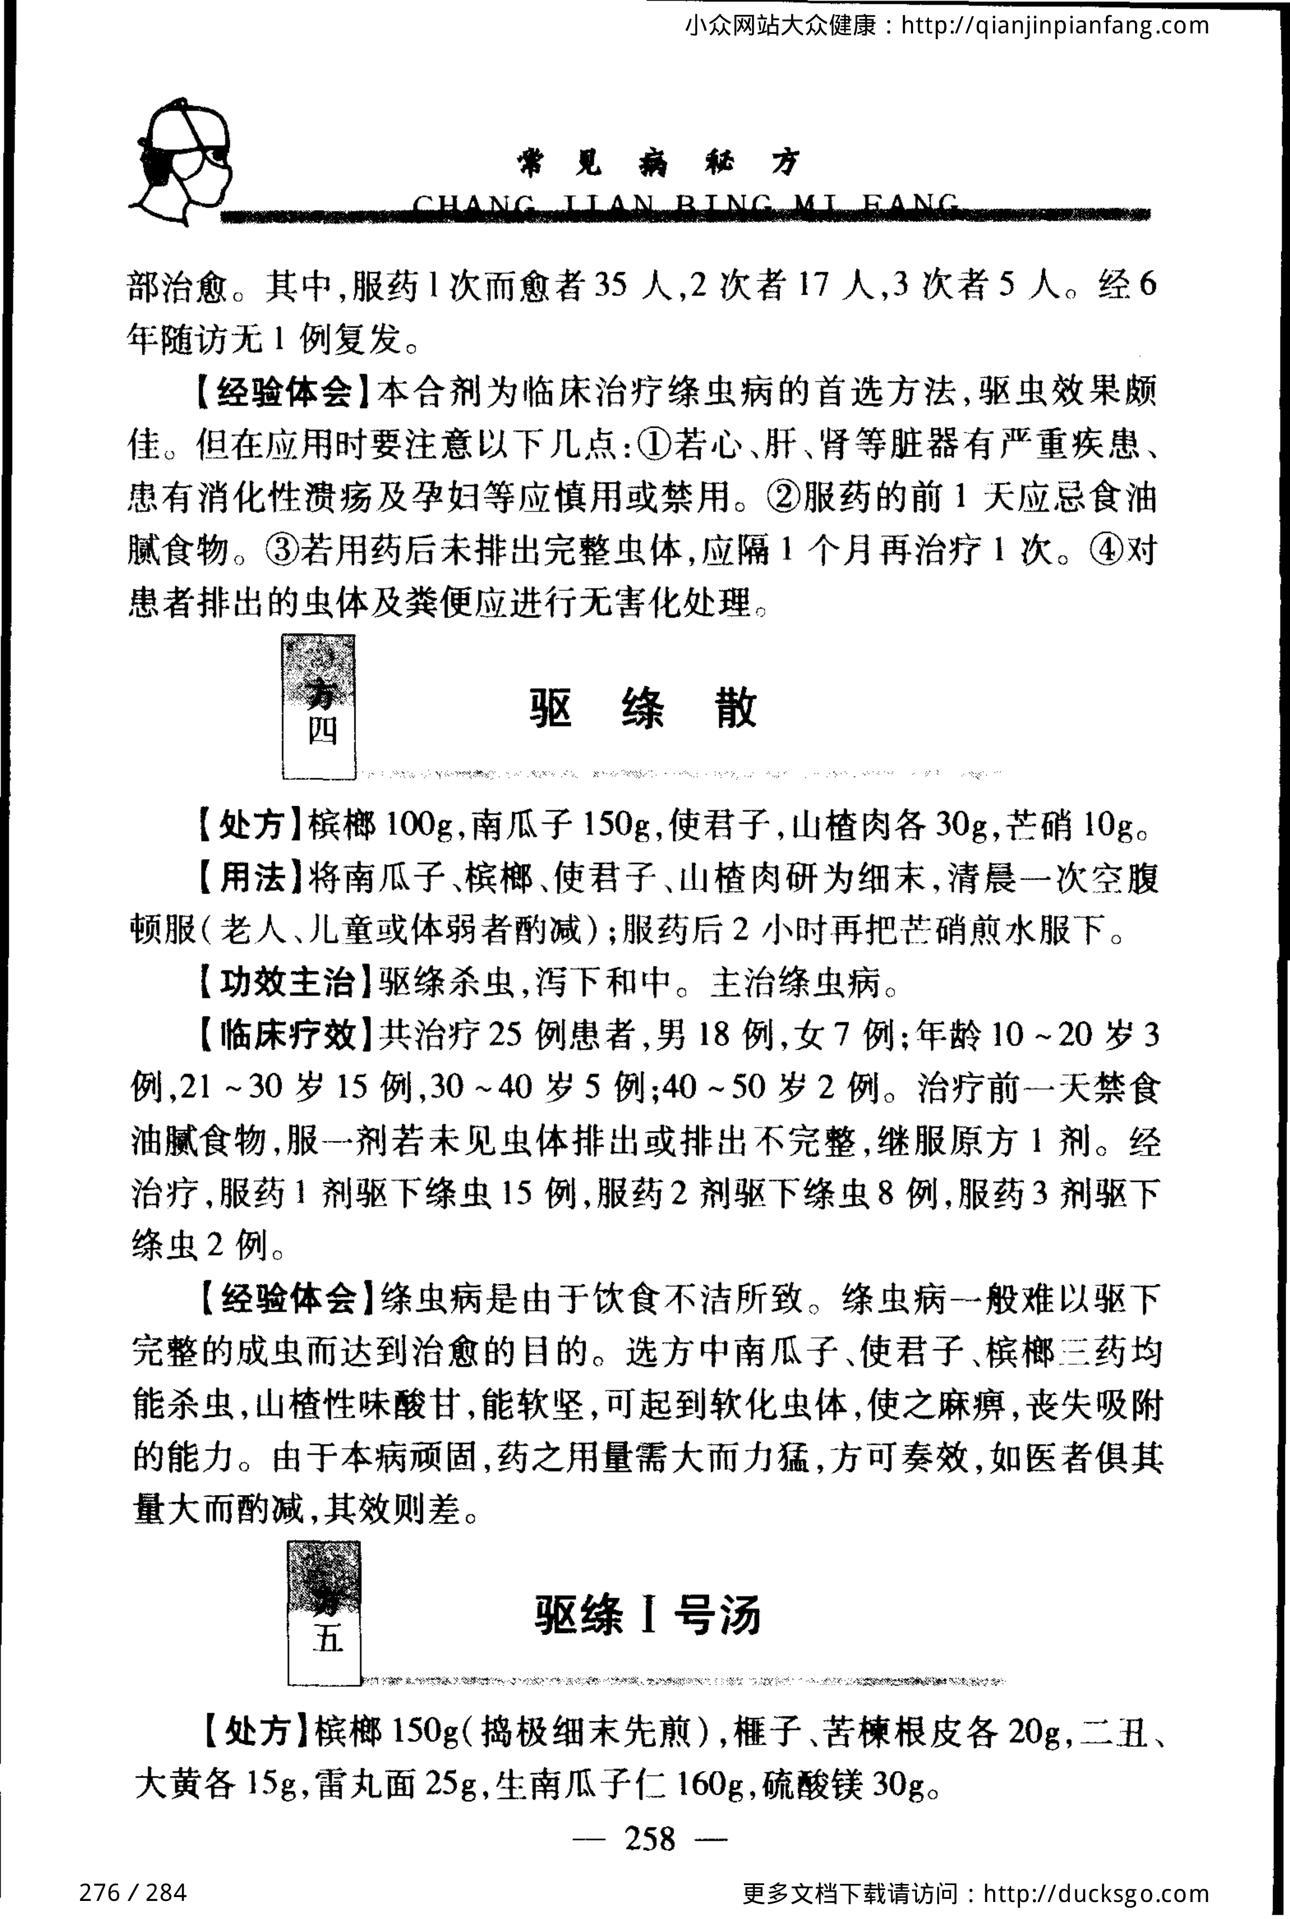 小众网站大众健康：http://qianjinpianfang.com
常见病秘方
CHANG JIAN BING MI FANG
部治愈。其中,服药1次而愈者35人,2次者17人,3次者5人。经6
年随访无1例复发。
【经验体会】本合剂为临床治疗绦虫病的首选方法,驱虫效果颇
佳。但在应用时要注意以下几点:①若心、肝、肾等脏器有严重疾患、
患有消化性溃疡及孕妇等应慎用或禁用。②服药的前1天应忌食油
腻食物。③若用药后未排出完整虫体,应隔1个月再治疗1次。④对
患者排出的虫体及粪便应进行无害化处理。
方四
驱绦散
【处方】槟榔100g,南瓜子150g,使君子,山楂肉各30g,芒硝10g。
【用法】将南瓜子、槟榔、使君子、山楂肉研为细末,清晨一次空腹
顿服(老人、儿童或体弱者酌减);服药后2小时再把芒硝煎水服下。
【功效主治】驱绦杀虫,泻下和中。主治绦虫病。
【临床疗效】共治疗25例患者,男18例,女7例;年龄10~20岁3
例,21~30岁15例,30~40岁5例;40~50岁2例。治疗前一天禁食
油腻食物,服一剂若未见虫体排出或排出不完整,继服原方1剂。经
治疗,服药1剂驱下绦虫15例,服药2剂驱下绦虫8例,服药3剂驱下
绦虫2例。
【经验体会】绦虫病是由于饮食不洁所致。绦虫病一般难以驱下
完整的成虫而达到治愈的目的。选方中南瓜子、使君子、槟榔三药均
能杀虫,山楂性味酸甘,能软坚,可起到软化虫体,使之麻痹,丧失吸附
的能力。由于本病顽固,药之用量需大而力猛,方可奏效,如医者俱其
量大而酌减,其效则差。
方五
驱绦Ⅰ号汤
【处方】槟榔150g(捣极细末先煎),榧子、苦楝根皮各20g,二丑、
大黄各15g,雷丸面25g,生南瓜子仁160g,硫酸镁30g。
— 258 —
276 / 284
更多文档下载请访问：http://ducksgo.com